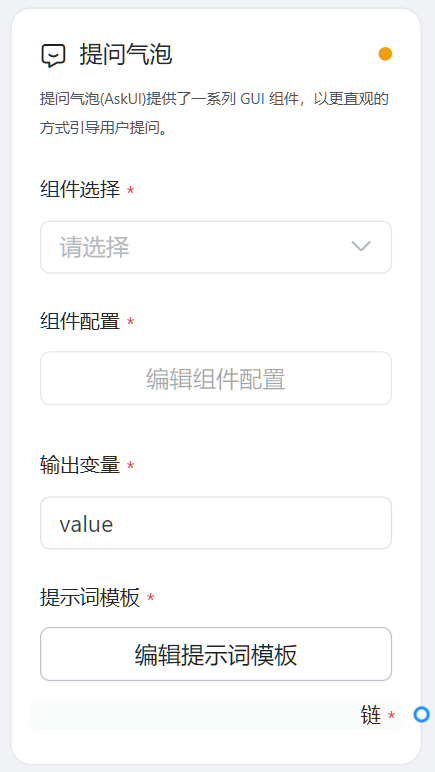 提问气泡
提问气泡(AskUI)提供了一系列 GUI 组件，以更直观的
方式引导用户提问。
组件选择 *
请选择
组件配置 *
编辑组件配置
输出变量 *
value
提示词模板 *
编辑提示词模板
链 *